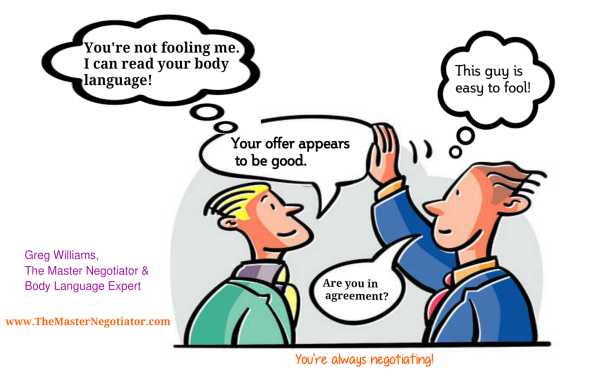 You're not fooling me.
I can read your body
language!
This guy is
easy to fool!
Your offer appears
to be good.
Are you in
agreement?
Greg Williams,
The Master Negotiator &
Body Language Expert
www.TheMasterNegotiator.com
You're always negotiating!